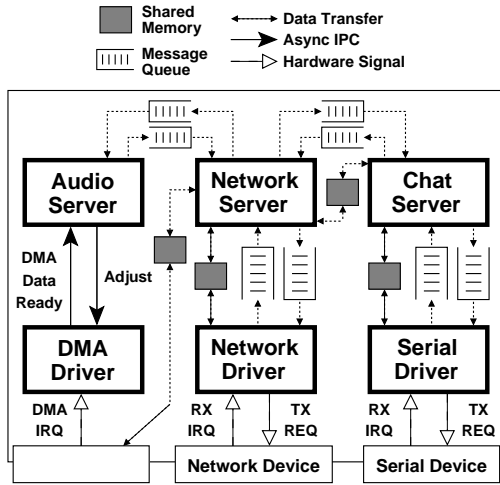 Shared
Memory
Message
Queue
Data Transfer
Async IPC
Hardware Signal
Audio
Server
Network
Server
Chat
Server
DMA
Data
Ready
Adjust
DMA
Driver
Network
Driver
Serial
Driver
DMA
IRQ
RX
IRQ
TX
REQ
RX
IRQ
TX
REQ
Network Device
Serial Device